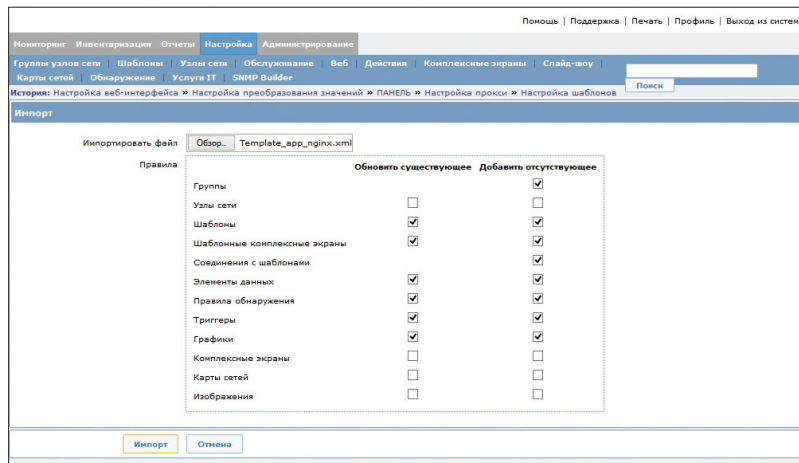 Помощь | Поддержка | Печать | Профиль | Выход из систем
Мониторинг Инвентаризация Отчеты Настройка Администрирование
Группы узлов сети | Шаблоны | Узлы сети | Обслуживание | Веб | Действия | Комплексные экраны | Слайд-шоу |
Карты сетей | Обнаружение | Услуги IT | SNMP Builder
Поиск
История: Настройка веб-интерфейса » Настройка преобразования значений » ПАНЕЛЬ » Настройка прокси » Настройка шаблонов
Импорт
Импортировать файл Обзор.. Template_app_nginx.xml
Правила
Обновить существующее Добавить отсутствующее
Группы
Узлы сети
Шаблоны
Шаблонные комплексные экраны
Соединения с шаблонами
Элементы данных
Правила обнаружения
Триггеры
Графики
Комплексные экраны
Карты сетей
Изображения
Импорт Отмена